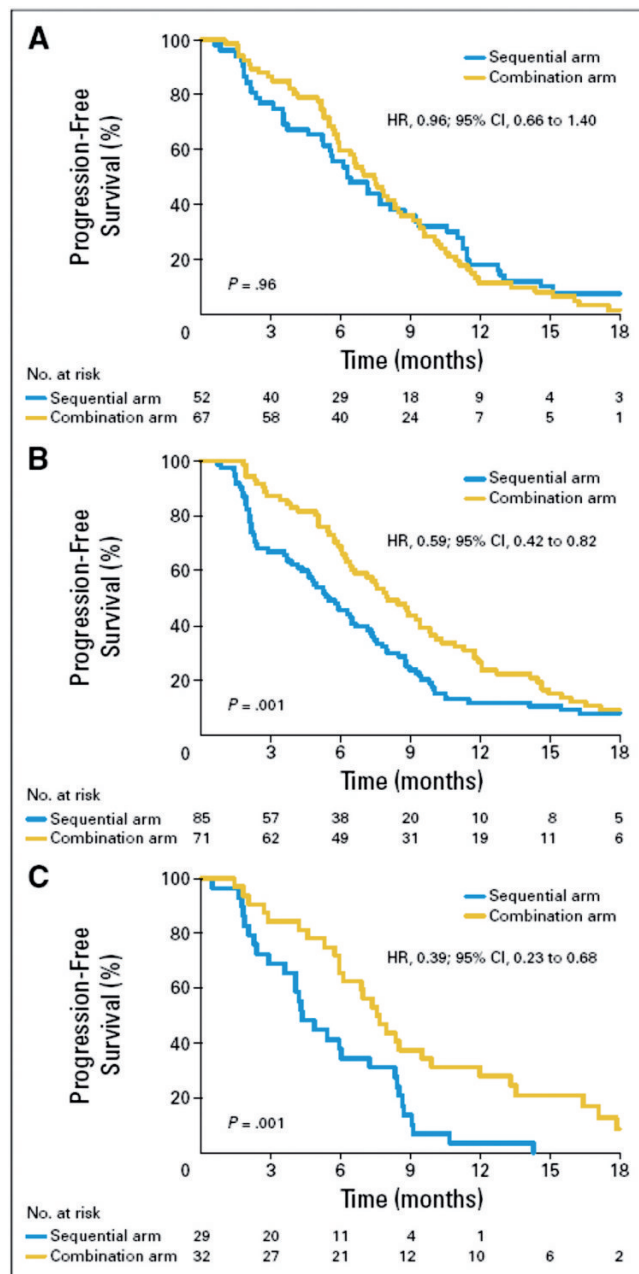 A
100
80
60
40
20
0
Progression-Free
Survival (%)
Sequential arm
Combination arm
HR, 0.96; 95% CI, 0.66 to 1.40
P = .96
3 6 9 12 15 18
Time (months)
No. at risk
Sequential arm 52 40 29 18 9 4 3
Combination arm 67 58 40 24 7 5 1
B
100
80
60
40
20
0
Progression-Free
Survival (%)
Sequential arm
Combination arm
HR, 0.59; 95% CI, 0.42 to 0.82
P = .001
3 6 9 12 15 18
Time (months)
No. at risk
Sequential arm 85 57 38 20 10 8 5
Combination arm 71 62 49 31 19 11 6
C
100
80
60
40
20
0
Progression-Free
Survival (%)
Sequential arm
Combination arm
HR, 0.39; 95% CI, 0.23 to 0.68
P = .001
3 6 9 12 15 18
Time (months)
No. at risk
Sequential arm 29 20 11 4 1
Combination arm 32 27 21 12 10 6 2